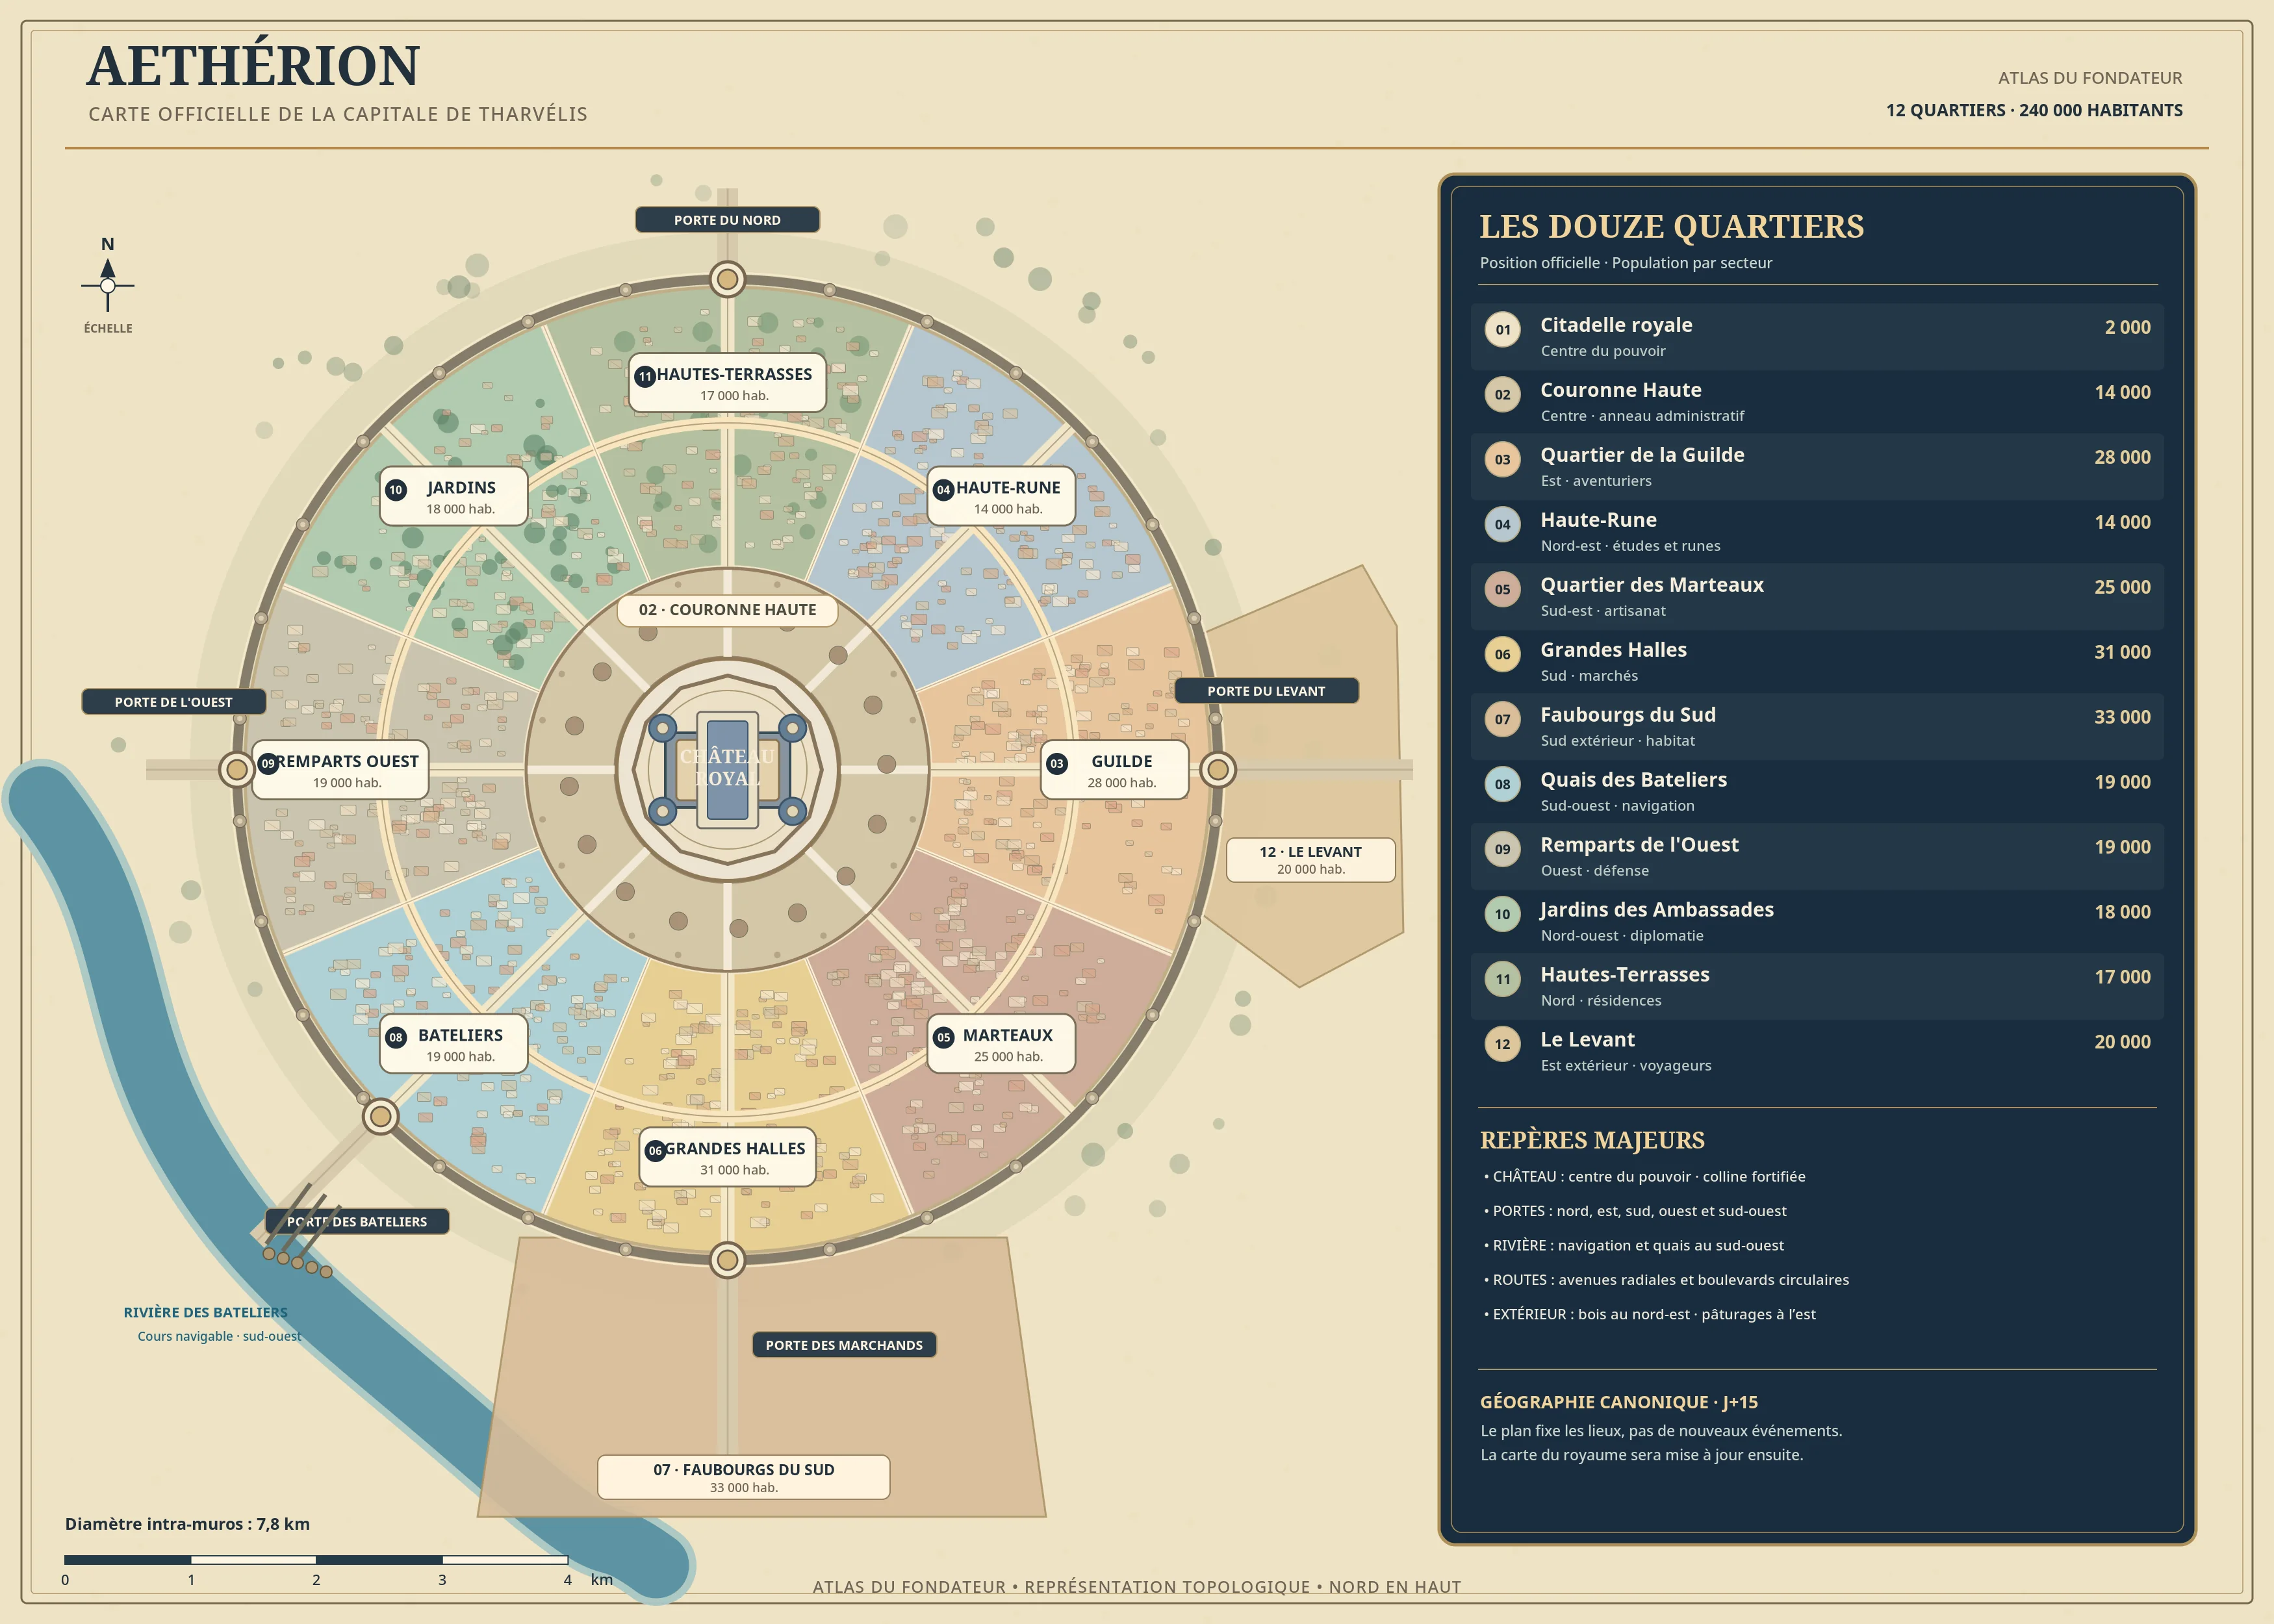 AETHÉRION
CARTE OFFICIELLE DE LA CAPITALE DE THARVÉLIS
ATLAS DU FONDATEUR
12 QUARTIERS · 240 000 HABITANTS
N
ÉCHELLE
PORTE DU NORD
11 HAUTES-TERRASSES
17 000 hab.
10 JARDINS
18 000 hab.
04 HAUTE-RUNE
14 000 hab.
02 · COURONNE HAUTE
PORTE DE L'OUEST
PORTE DU LEVANT
09 REMPARTS OUEST
19 000 hab.
CHÂTEAU
ROYAL
03 GUILDE
28 000 hab.
12 · LE LEVANT
20 000 hab.
08 BATELIERS
19 000 hab.
05 MARTEAUX
25 000 hab.
06 GRANDES HALLES
31 000 hab.
PORTE DES BATELIERS
RIVIÈRE DES BATELIERS
Cours navigable · sud-ouest
PORTE DES MARCHANDS
07 · FAUBOURGS DU SUD
33 000 hab.
Diamètre intra-muros : 7,8 km
0 1 2 3 4 km
LES DOUZE QUARTIERS
Position officielle · Population par secteur
01 Citadelle royale 2 000
Centre du pouvoir
02 Couronne Haute 14 000
Centre · anneau administratif
03 Quartier de la Guilde 28 000
Est · aventuriers
04 Haute-Rune 14 000
Nord-est · études et runes
05 Quartier des Marteaux 25 000
Sud-est · artisanat
06 Grandes Halles 31 000
Sud · marchés
07 Faubourgs du Sud 33 000
Sud extérieur · habitat
08 Quais des Bateliers 19 000
Sud-ouest · navigation
09 Remparts de l'Ouest 19 000
Ouest · défense
10 Jardins des Ambassades 18 000
Nord-ouest · diplomatie
11 Hautes-Terrasses 17 000
Nord · résidences
12 Le Levant 20 000
Est extérieur · voyageurs
REPÈRES MAJEURS
• CHÂTEAU : centre du pouvoir · colline fortifiée
• PORTES : nord, est, sud, ouest et sud-ouest
• RIVIÈRE : navigation et quais au sud-ouest
• ROUTES : avenues radiales et boulevards circulaires
• EXTÉRIEUR : bois au nord-est · pâturages à l'est
GÉOGRAPHIE CANONIQUE · J+15
Le plan fixe les lieux, pas de nouveaux événements.
La carte du royaume sera mise à jour ensuite.
ATLAS DU FONDATEUR • REPRÉSENTATION TOPOLOGIQUE • NORD EN HAUT